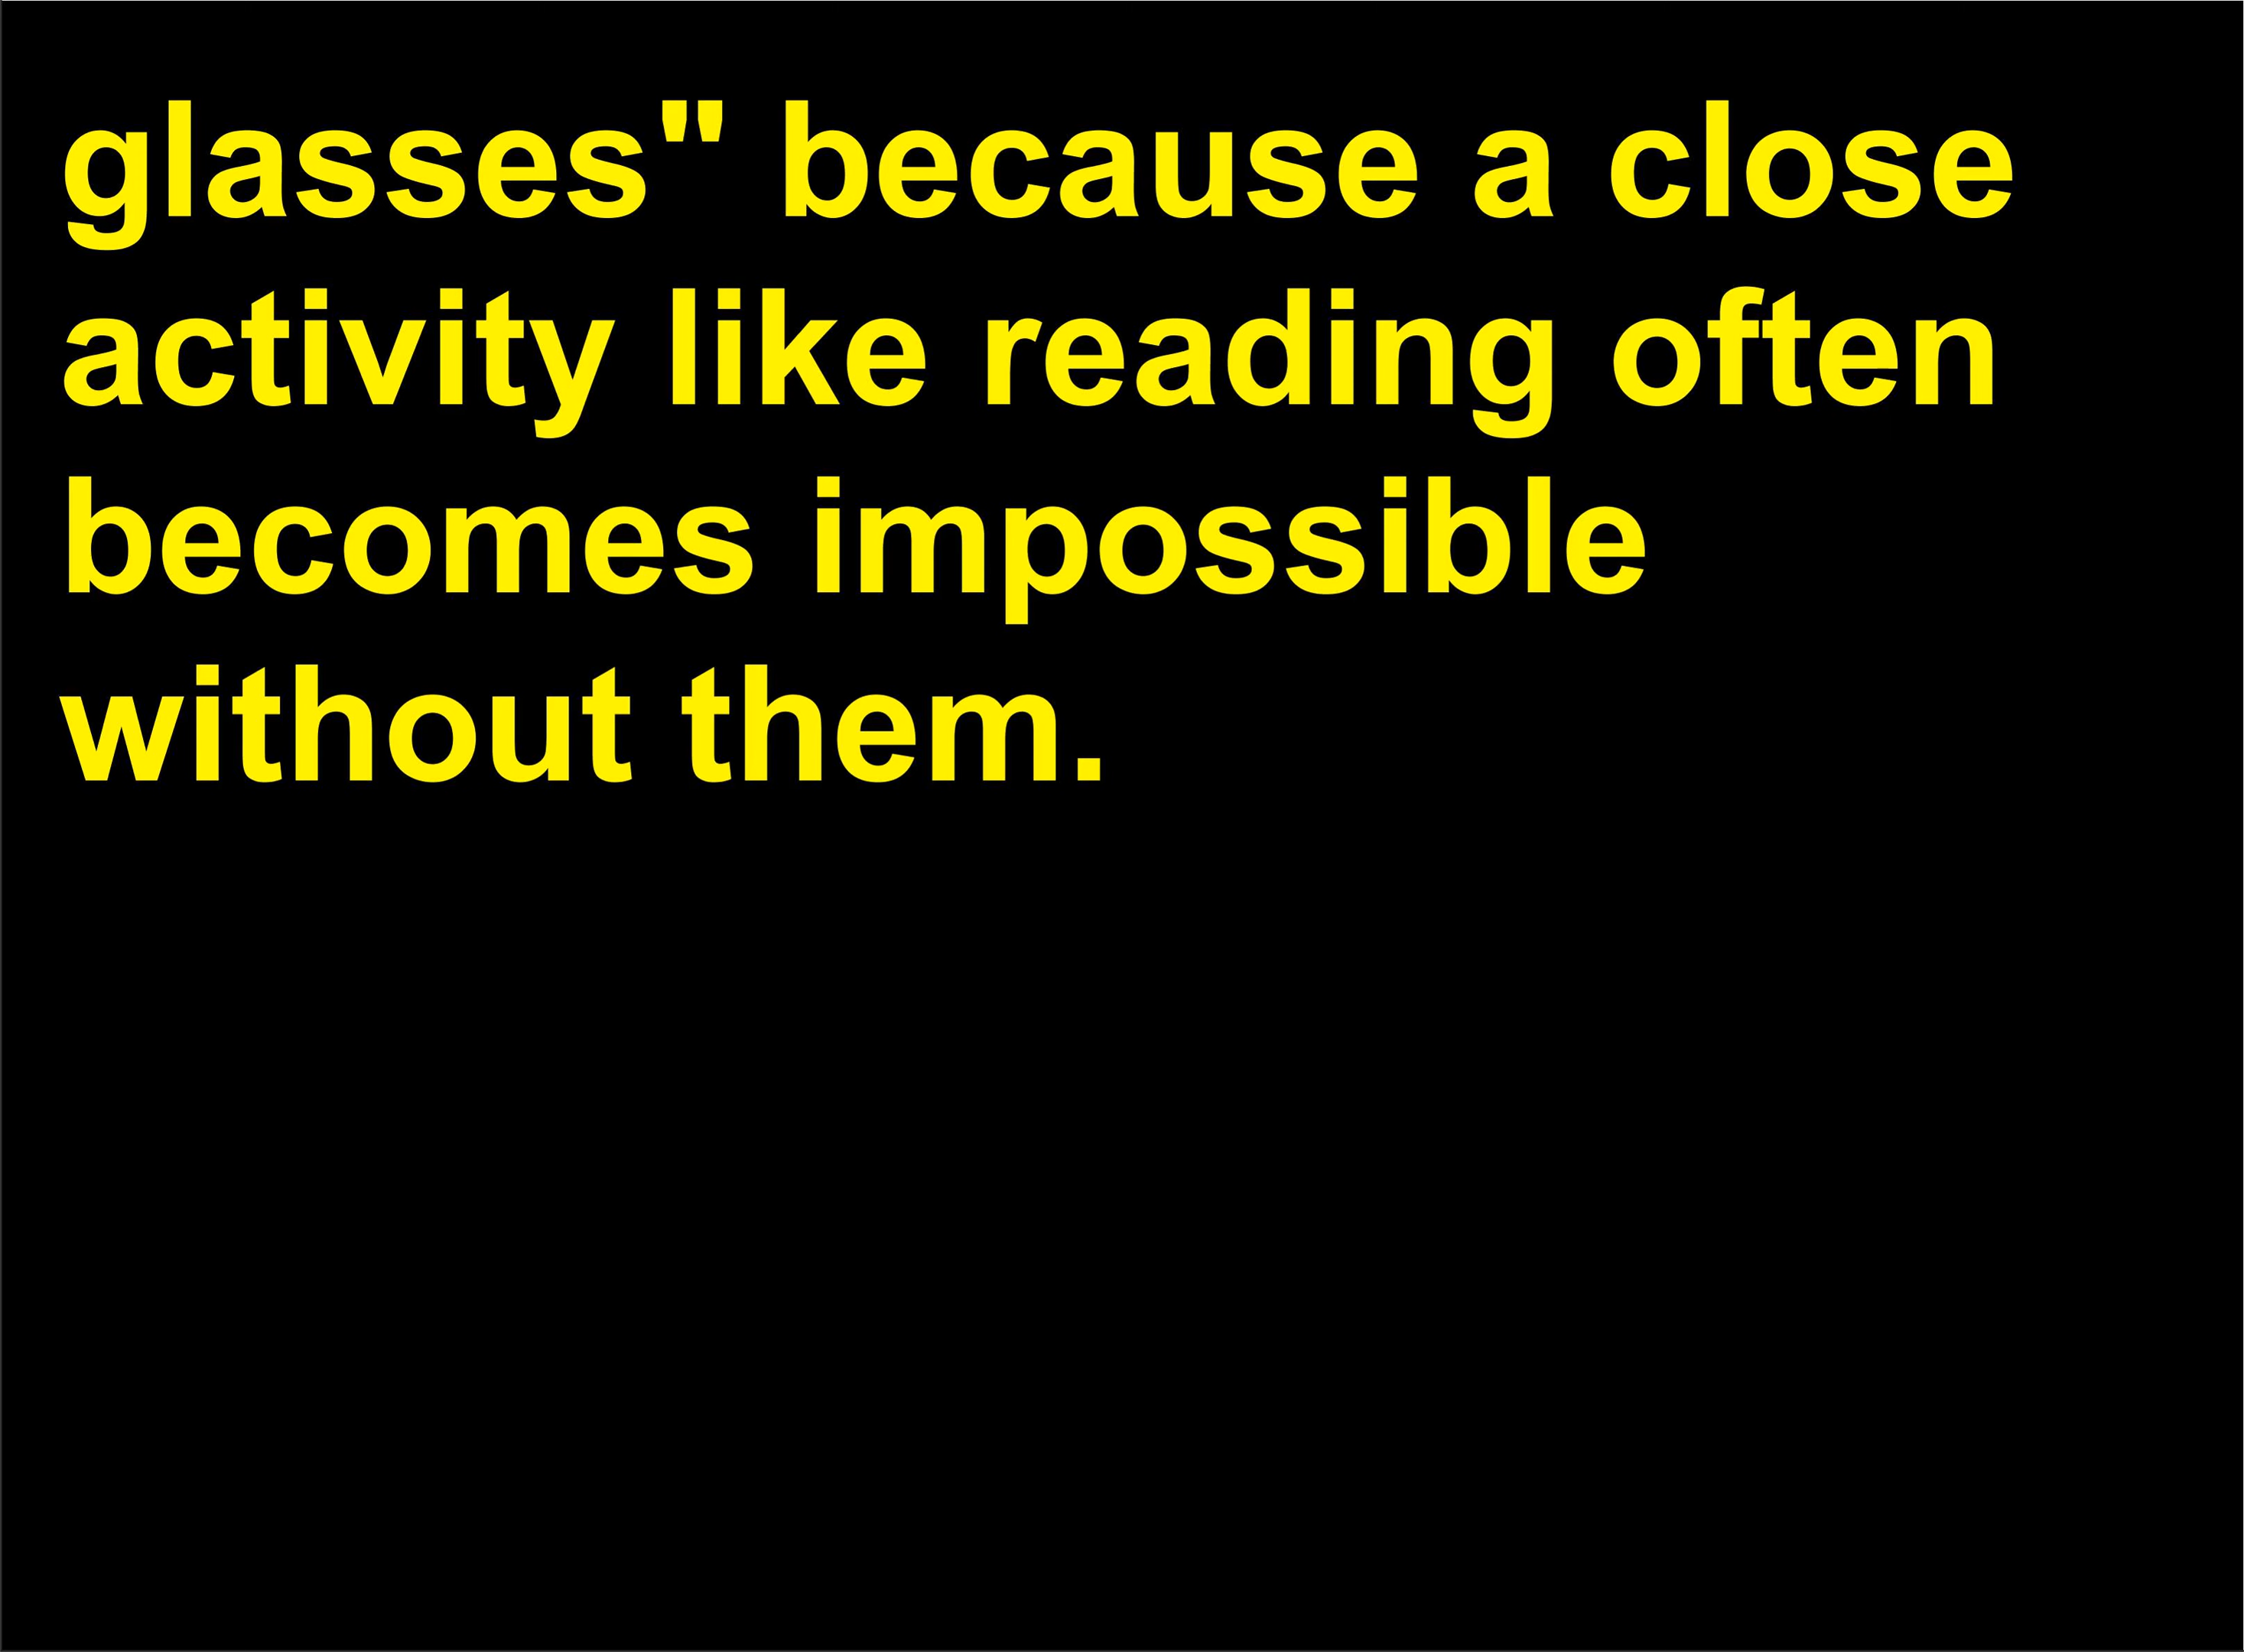 glasses" because a close
activity like reading often
becomes impossible
without them.